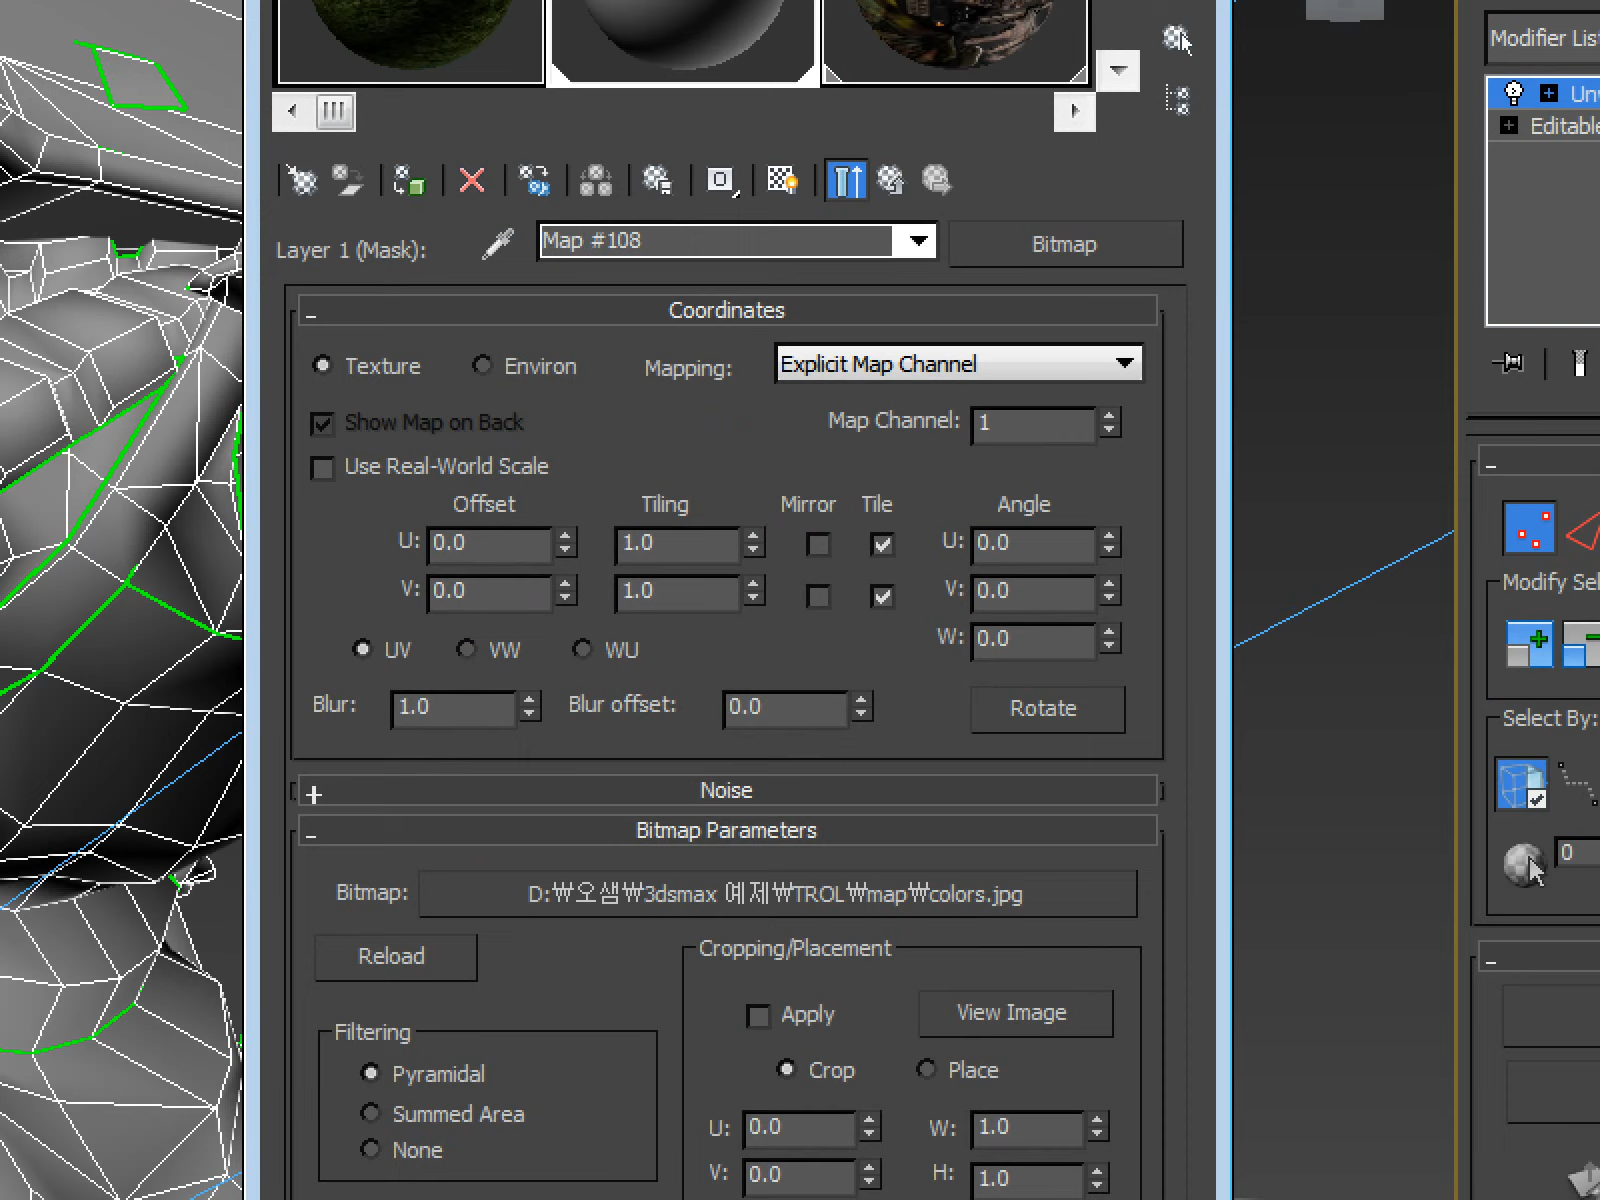 Modifier Lis
Un
Editable
Layer 1 (Mask):
Map #108
Bitmap
Coordinates
Texture
Environ
Mapping:
Explicit Map Channel
Show Map on Back
Map Channel:
1
Use Real-World Scale
Offset
Tiling
Mirror
Tile
Angle
U: 0.0
1.0
U: 0.0
V: 0.0
1.0
V: 0.0
W: 0.0
UV
VW
WU
Blur: 1.0
Blur offset: 0.0
Rotate
Modify Sel
Select By:
0
Noise
Bitmap Parameters
Bitmap:
D:₩오샘₩3dsmax 예제₩TROL₩map₩colors.jpg
Reload
Cropping/Placement
Apply
View Image
Filtering
Pyramidal
Crop
Place
Summed Area
None
U: 0.0
W: 1.0
V: 0.0
H: 1.0